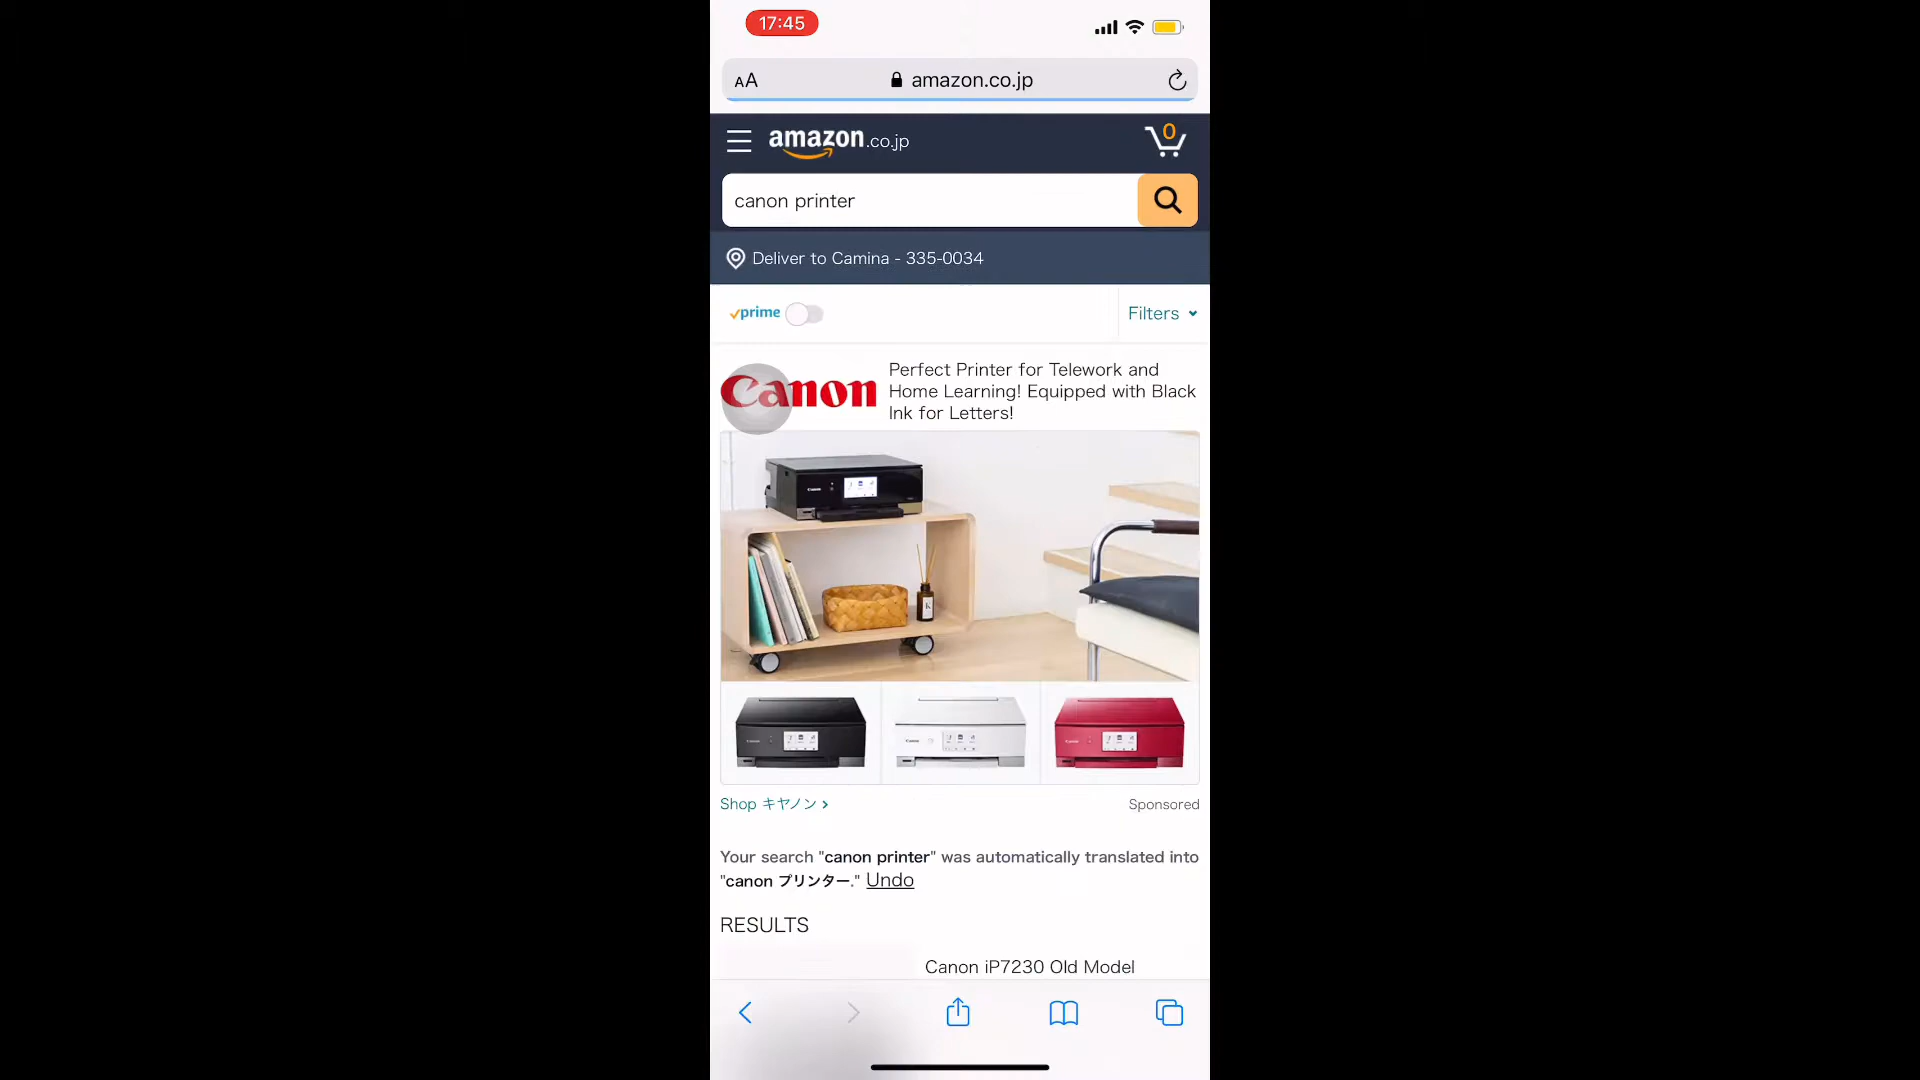 17:45
AA
amazon.co.jp
amazon.co.jp
0
canon printer
Deliver to Camina - 335-0034
prime
Filters
Canon
Perfect Printer for Telework and
Home Learning! Equipped with Black
Ink for Letters!
Shop キヤノン ›
Sponsored
Your search "canon printer" was automatically translated into
"canon プリンター." Undo
RESULTS
Canon iP7230 Old Model